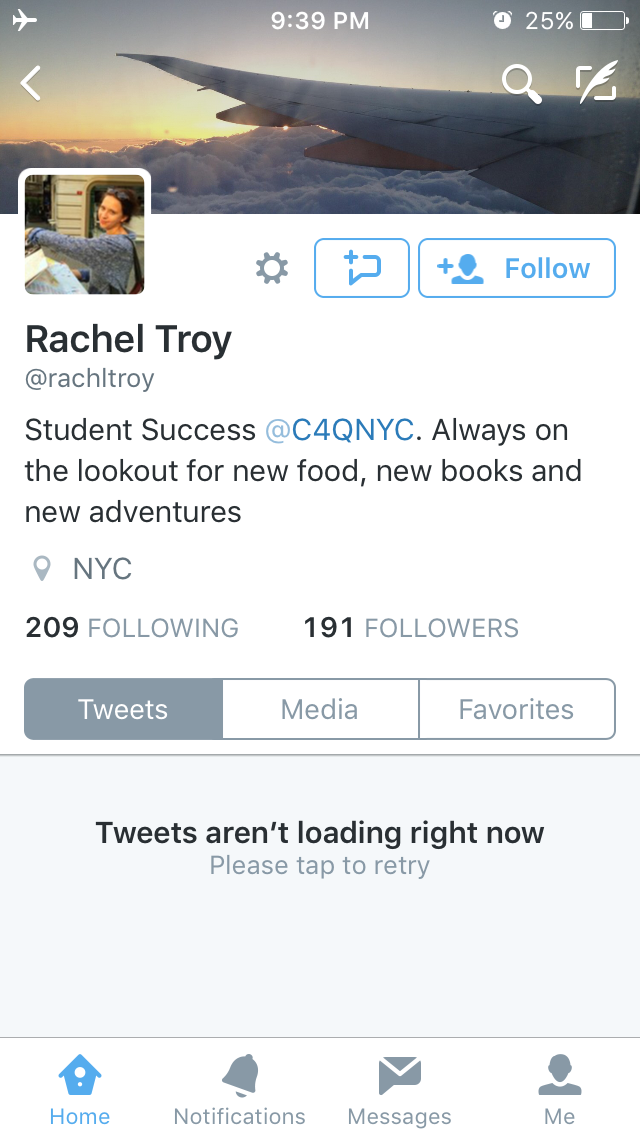 9:39 PM 25%
Follow
Rachel Troy
@rachltroy
Student Success @C4QNYC. Always on
the lookout for new food, new books and
new adventures
NYC
209 FOLLOWING 191 FOLLOWERS
Tweets Media Favorites
Tweets aren’t loading right now
Please tap to retry
Home Notifications Messages Me